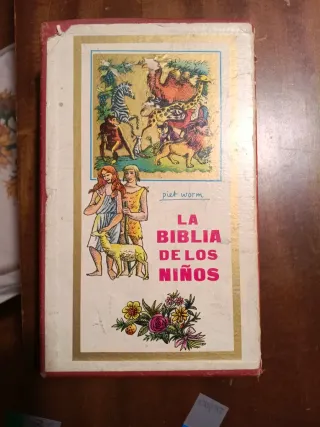 piet worm
LA
BIBLIA
DE LOS
NIÑOS